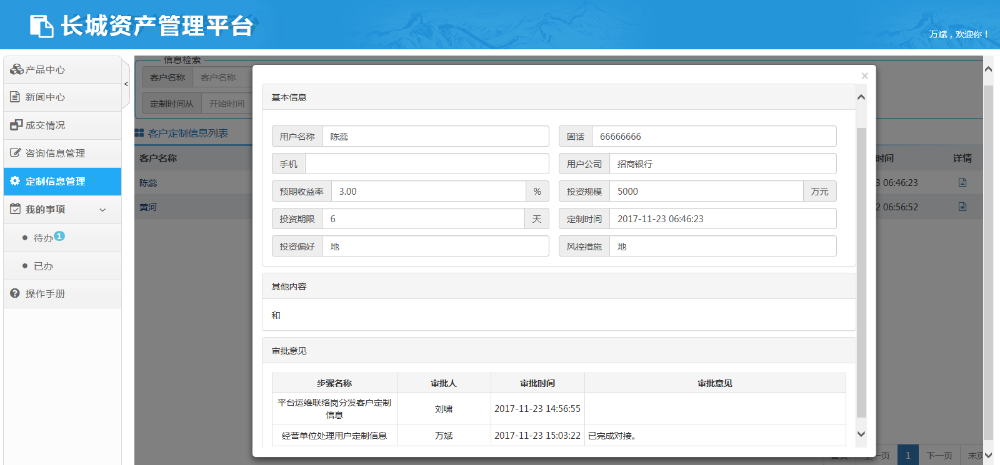 长城资产管理平台
万斌，欢迎你！
产品中心
新闻中心
成交情况
咨询信息管理
定制信息管理
我的事项
待办 1
已办
操作手册
<
信息检索
客户名称 客户名称
定制时间从 开始时间
客户定制信息列表
客户名称 时间 详情
陈蕊 3 06:46:23
黄河 2 06:56:52
×
基本信息
用户名称 陈蕊 固话 66666666
手机 用户公司 招商银行
预期收益率 3.00 % 投资规模 5000 万元
投资期限 6 天 定制时间 2017-11-23 06:46:23
投资偏好 地 风控措施 地
其他内容
和
审批意见
步骤名称 审批人 审批时间 审批意见
平台运维联络岗分发客户定制
信息 刘啸 2017-11-23 14:56:55
经营单位处理用户定制信息 万斌 2017-11-23 15:03:22 已完成对接。
首页 上一页 1 下一页 末页